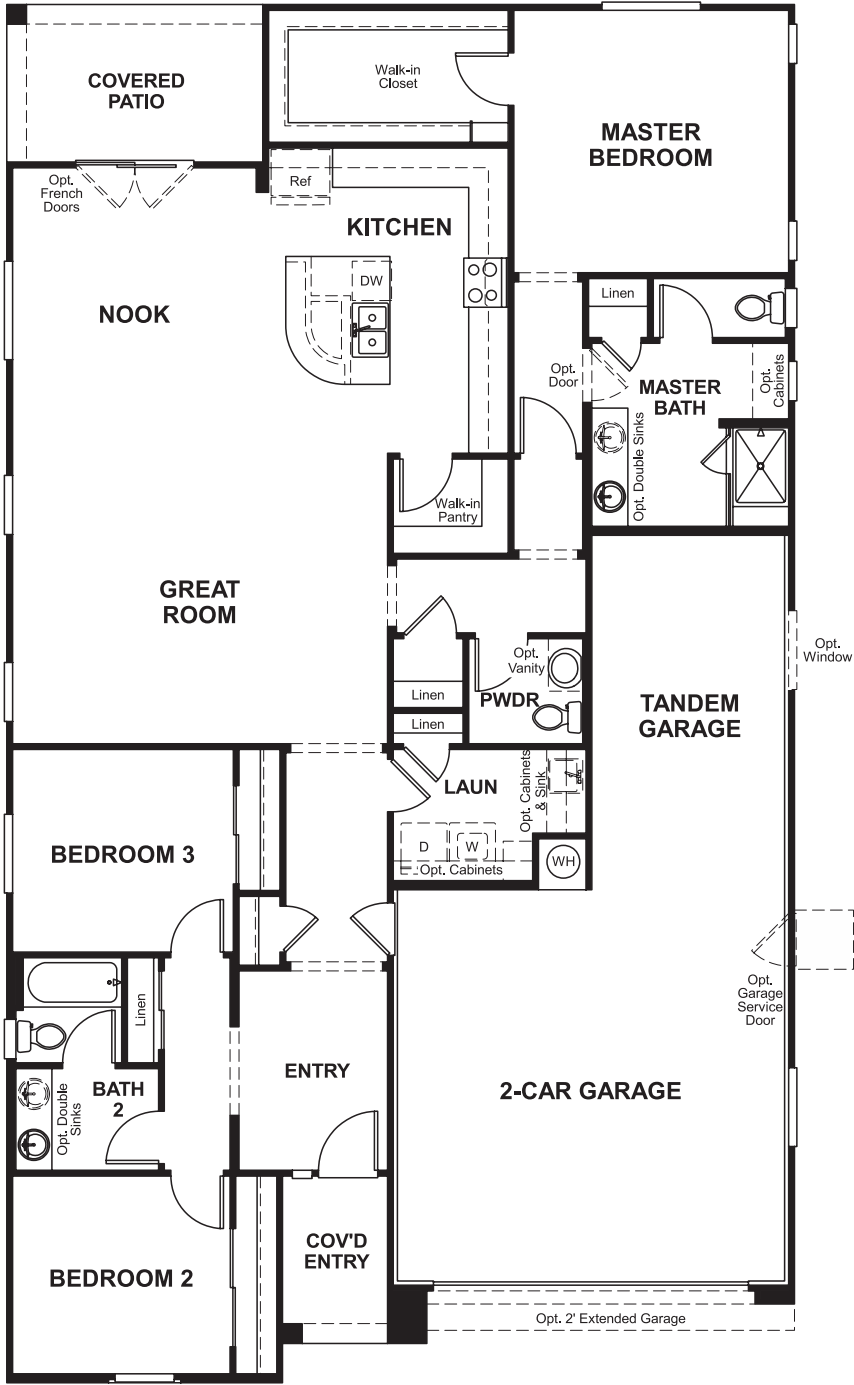 COVERED
PATIO
Walk-in
Closet
MASTER
BEDROOM
Opt.
French
Doors
Ref
KITCHEN
DW
NOOK
Linen
Opt.
Door
MASTER
BATH
Opt.
Cabinets
Opt. Double Sinks
Walk-in
Pantry
GREAT
ROOM
Opt.
Vanity
Linen
PWDR
Opt.
Window
TANDEM
GARAGE
Linen
LAUN
Opt. Cabinets
& Sink
D
W
Opt. Cabinets
WH
BEDROOM 3
Linen
Opt.
Garage
Service
Door
ENTRY
BATH
2
Opt. Double
Sinks
2-CAR GARAGE
COV'D
ENTRY
BEDROOM 2
Opt. 2' Extended Garage